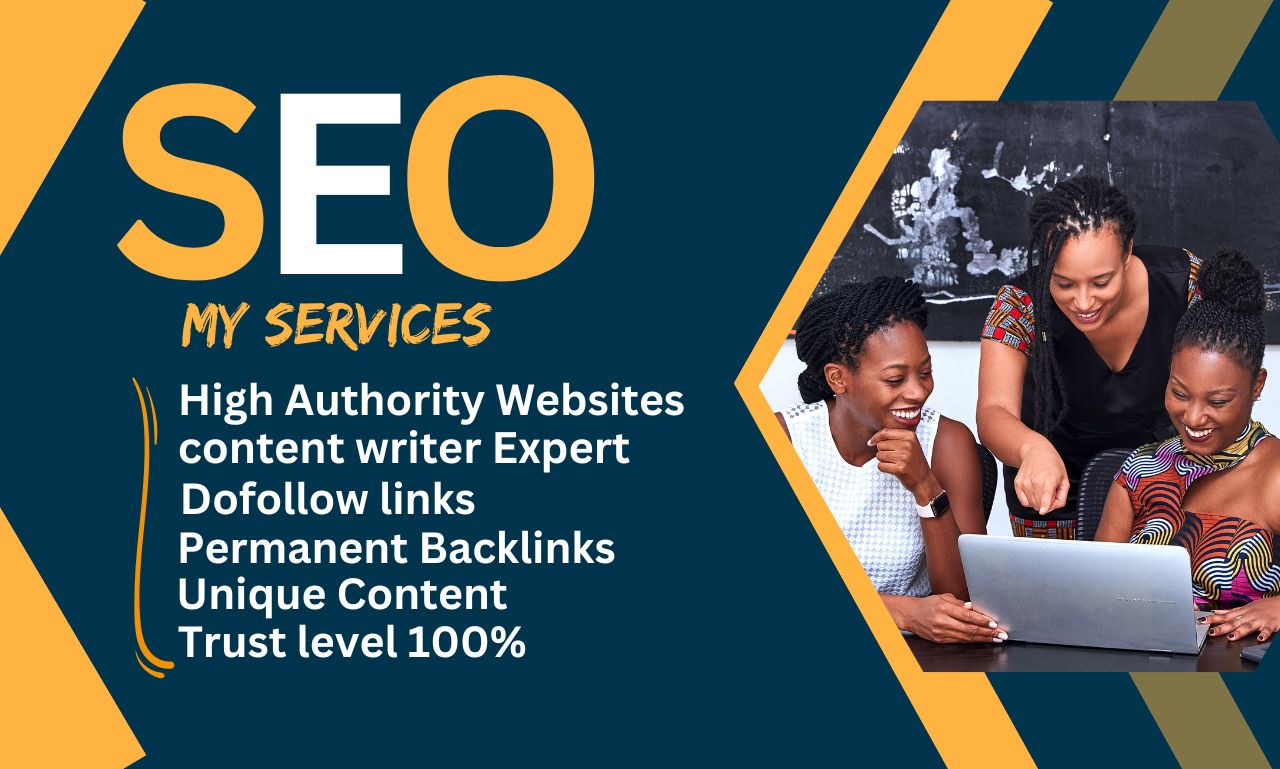 SEO
MY SERVICES
High Authority Websites
content writer Expert
Dofollow links
Permanent Backlinks
Unique Content
Trust level 100%